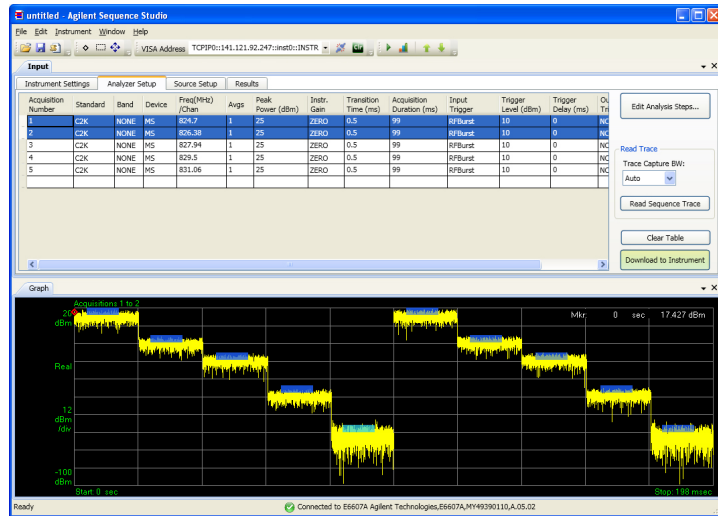 untitled - Agilent Sequence Studio
File Edit Instrument Window Help
VISA Address TCPIP0::141.121.92.247::inst0::INSTR Clr
Input
Instrument Settings Analyzer Setup Source Setup Results
Acquisition Number Standard Band Device Freq(MHz) /Chan Avgs Peak Power (dBm) Instr. Gain Transition Time (ms) Acquisition Duration (ms) Input Trigger Trigger Level (dBm) Trigger Delay (ms)
1 C2K NONE MS 824.7 1 25 ZERO 0.5 99 RFBurst 10 0
2 C2K NONE MS 826.38 1 25 ZERO 0.5 99 RFBurst 10 0
3 C2K NONE MS 827.94 1 25 ZERO 0.5 99 RFBurst 10 0
4 C2K NONE MS 829.5 1 25 ZERO 0.5 99 RFBurst 10 0
5 C2K NONE MS 831.06 1 25 ZERO 0.5 99 RFBurst 10 0
Edit Analysis Steps...
Read Trace
Trace Capture BW:
Auto
Read Sequence Trace
Clear Table
Download to Instrument
Graph
Acquisitions 1 to 2
20
dBm
Mkr: 0 sec 17.427 dBm
Real
12
dBm
/div
-100
dBm
Start: 0 sec Stop: 198 msec
Ready Connected to E6607A Agilent Technologies,E6607A,MY49390110,A.05.02